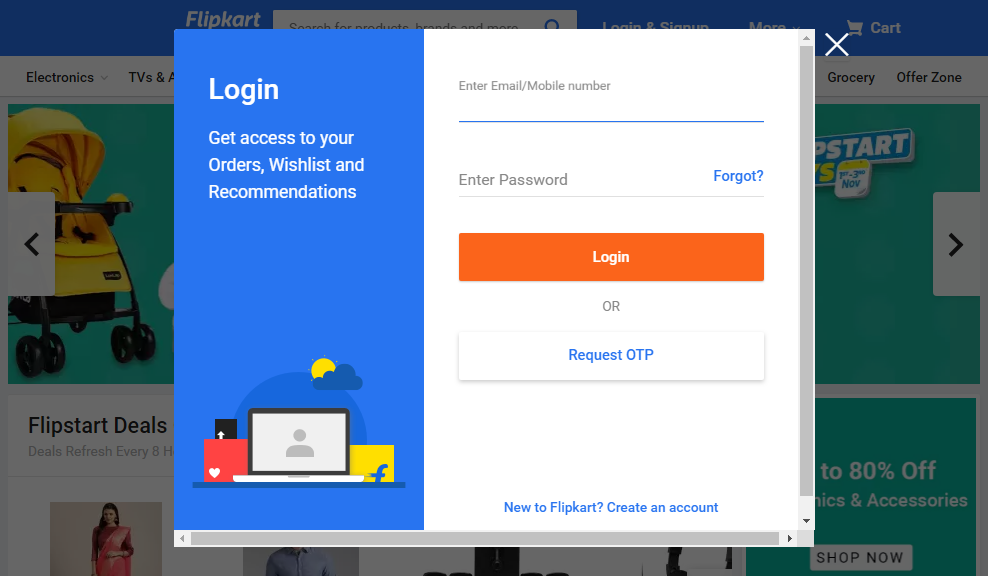 Flipkart
Search for products, brands and more
Login & Signup
More
Cart
Electronics
TVs & A
Grocery
Offer Zone
Login
Get access to your
Orders, Wishlist and
Recommendations
Enter Email/Mobile number
Enter Password
Forgot?
Login
OR
Request OTP
New to Flipkart? Create an account
PSTART
YS
1ST-3RD
Nov
Flipstart Deals
Deals Refresh Every 8 H
to 80% Off
nics & Accessories
SHOP NOW